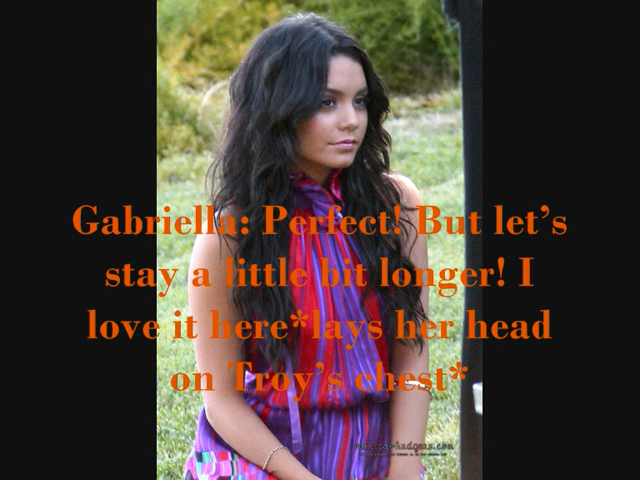 Gabriella: Perfect! But let’s
stay a little bit longer! I
love it here*lays her head
on Troy’s chest*